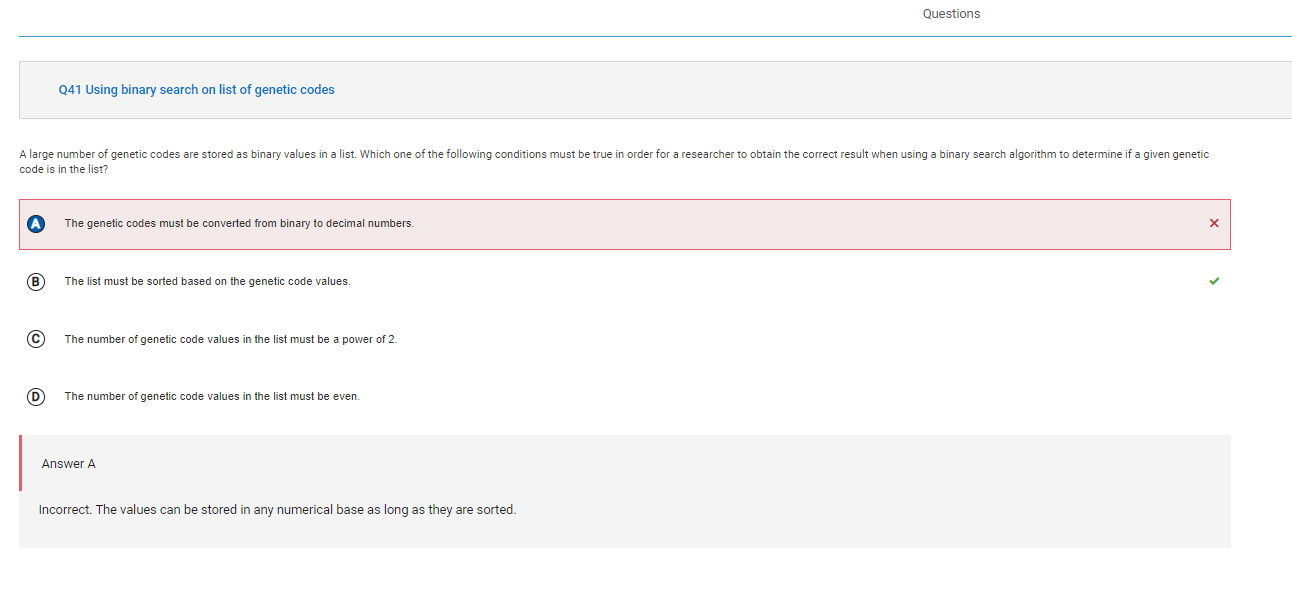 Questions
Q41 Using binary search on list of genetic codes
A large number of genetic codes are stored as binary values in a list. Which one of the following conditions must be true in order for a researcher to obtain the correct result when using a binary search algorithm to determine if a given genetic
code is in the list?
A The genetic codes must be converted from binary to decimal numbers.
B The list must be sorted based on the genetic code values.
C The number of genetic code values in the list must be a power of 2.
D The number of genetic code values in the list must be even.
Answer A
Incorrect. The values can be stored in any numerical base as long as they are sorted.